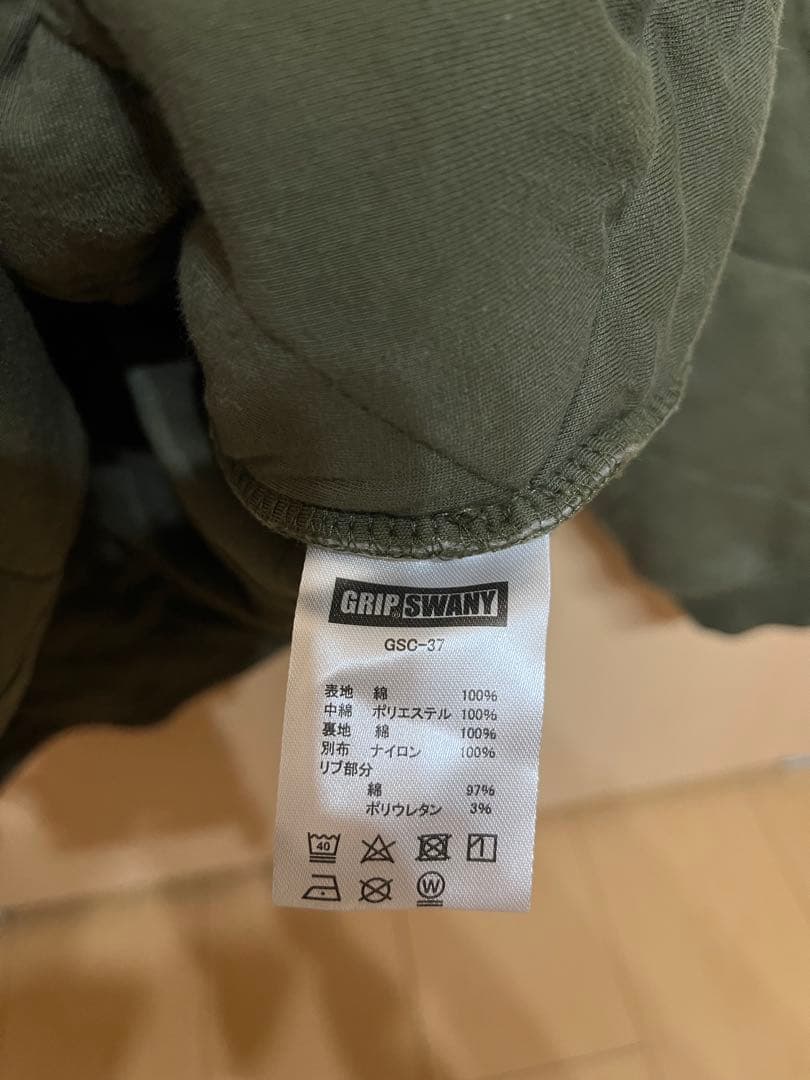 GRIP SWANY
GSC-37
表地 綿 100%
中綿 ポリエステル 100%
裏地 綿 100%
別布 ナイロン 100%
リブ部分
綿 97%
ポリウレタン 3%
40
W